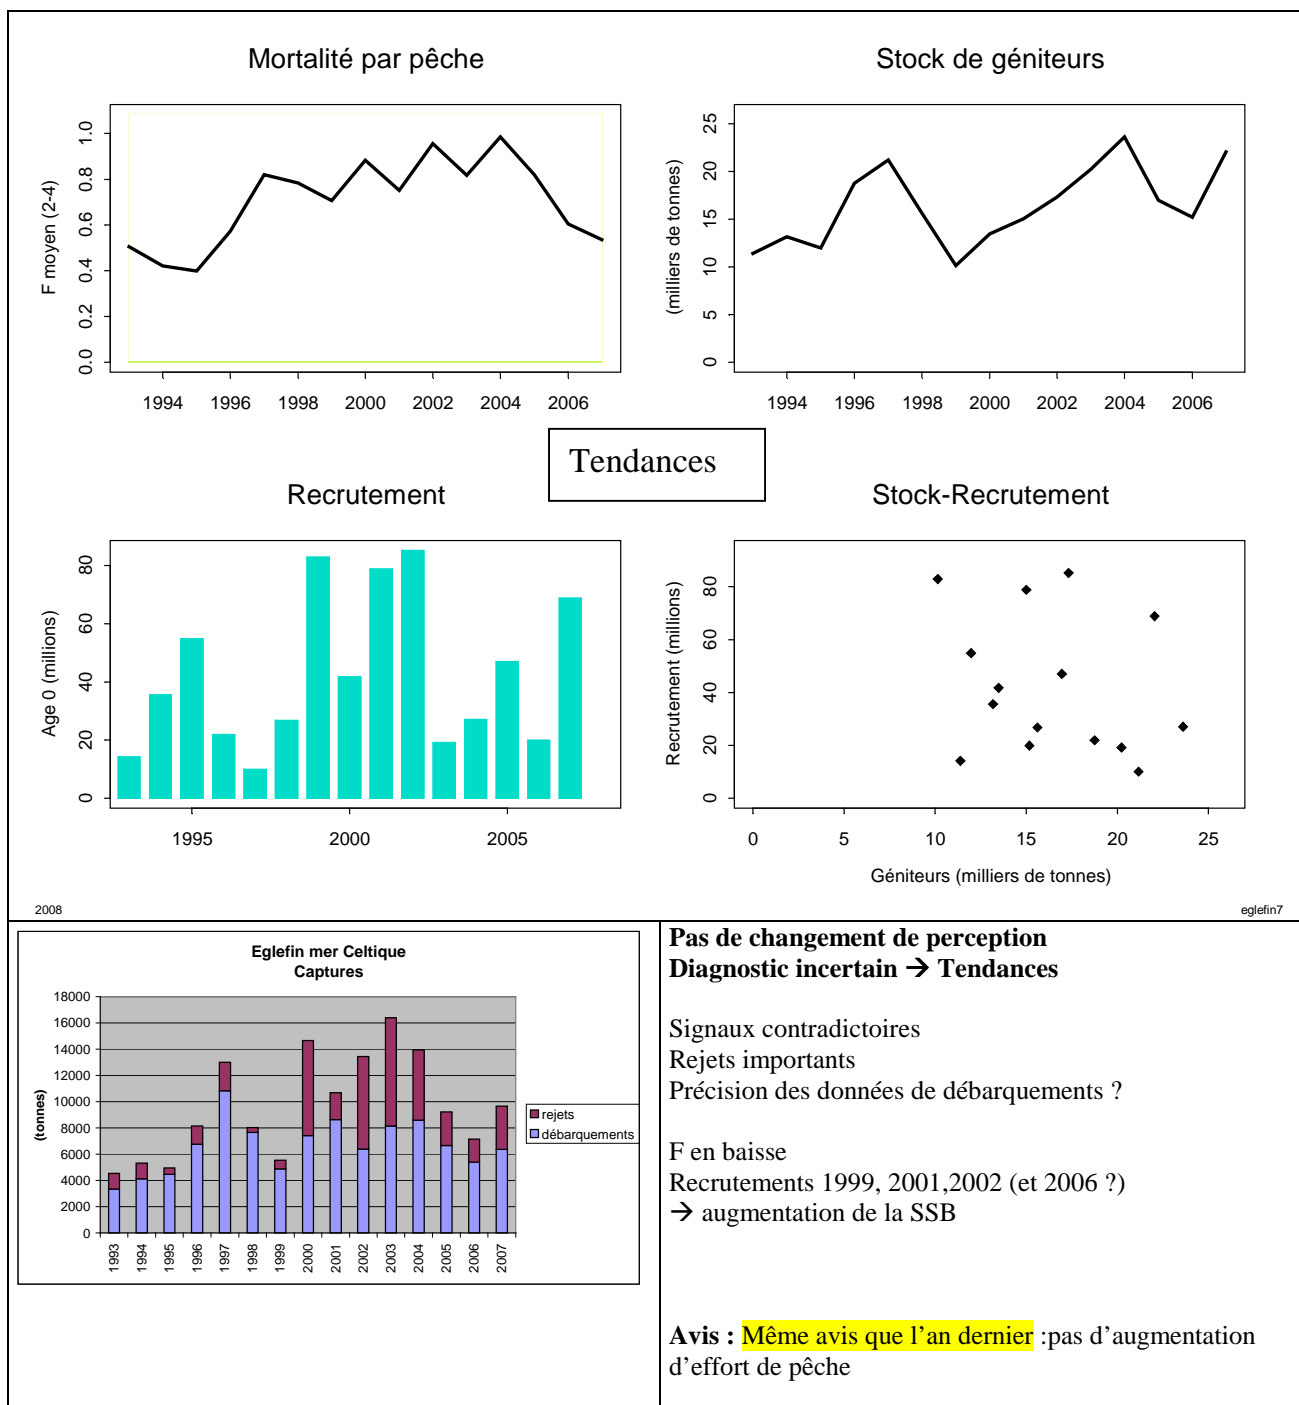 Mortalité par pêche
F moyen (2-4)
0.0 0.2 0.4 0.6 0.8 1.0
1994 1996 1998 2000 2002 2004 2006
Stock de géniteurs
(milliers de tonnes)
0 5 10 15 20 25
1994 1996 1998 2000 2002 2004 2006
Tendances
Recrutement
Age 0 (millions)
0 20 40 60 80
1995 2000 2005
Stock-Recrutement
Recrutement (millions)
0 20 40 60 80
0 5 10 15 20 25
Géniteurs (milliers de tonnes)
2008
eglefin7
Eglefin mer Celtique
Captures
(tonnes)
18000
16000
14000
12000
10000
8000
6000
4000
2000
0
1993 1994 1995 1996 1997 1998 1999 2000 2001 2002 2003 2004 2005 2006 2007
rejets
débarquements
Pas de changement de perception
Diagnostic incertain → Tendances
Signaux contradictoires
Rejets importants
Précision des données de débarquements ?
F en baisse
Recrutements 1999, 2001,2002 (et 2006 ?)
→ augmentation de la SSB
Avis : Même avis que l’an dernier :pas d’augmentation
d’effort de pêche